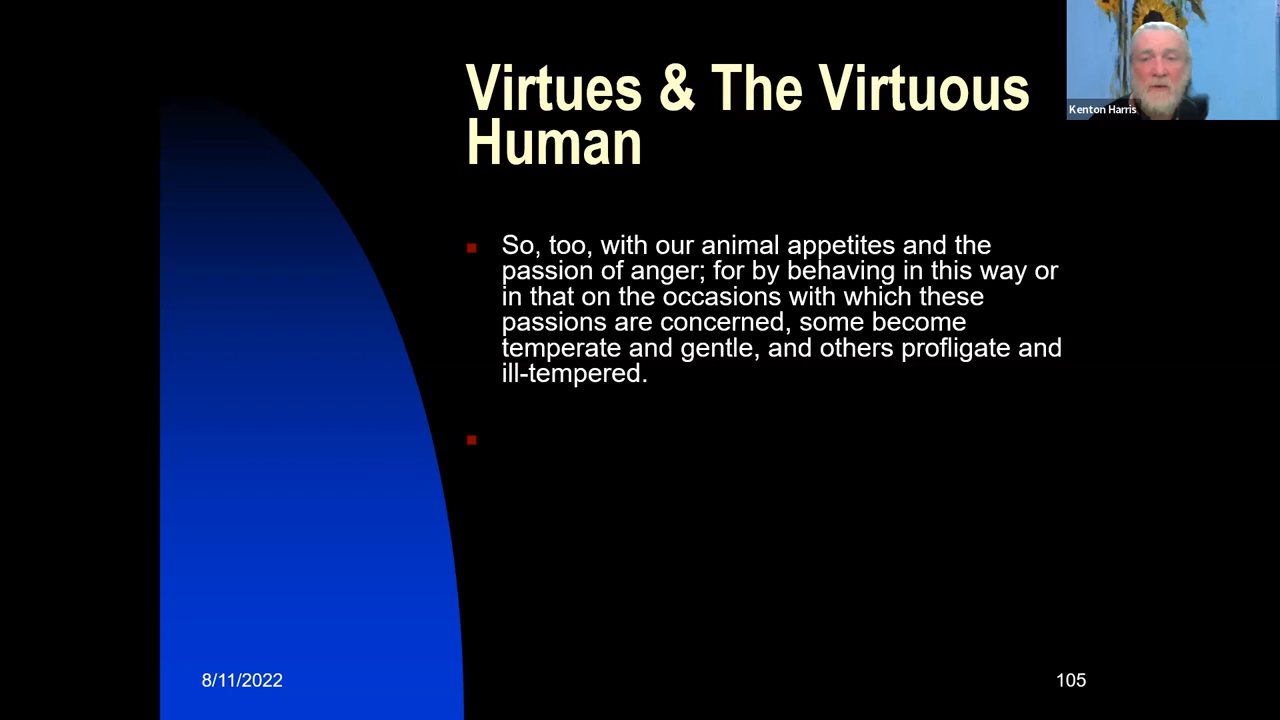 Virtues & The Virtuous
Human
Kenton Harris
So, too, with our animal appetites and the
passion of anger; for by behaving in this way or
in that on the occasions with which these
passions are concerned, some become
temperate and gentle, and others profligate and
ill-tempered.
8/11/2022
105